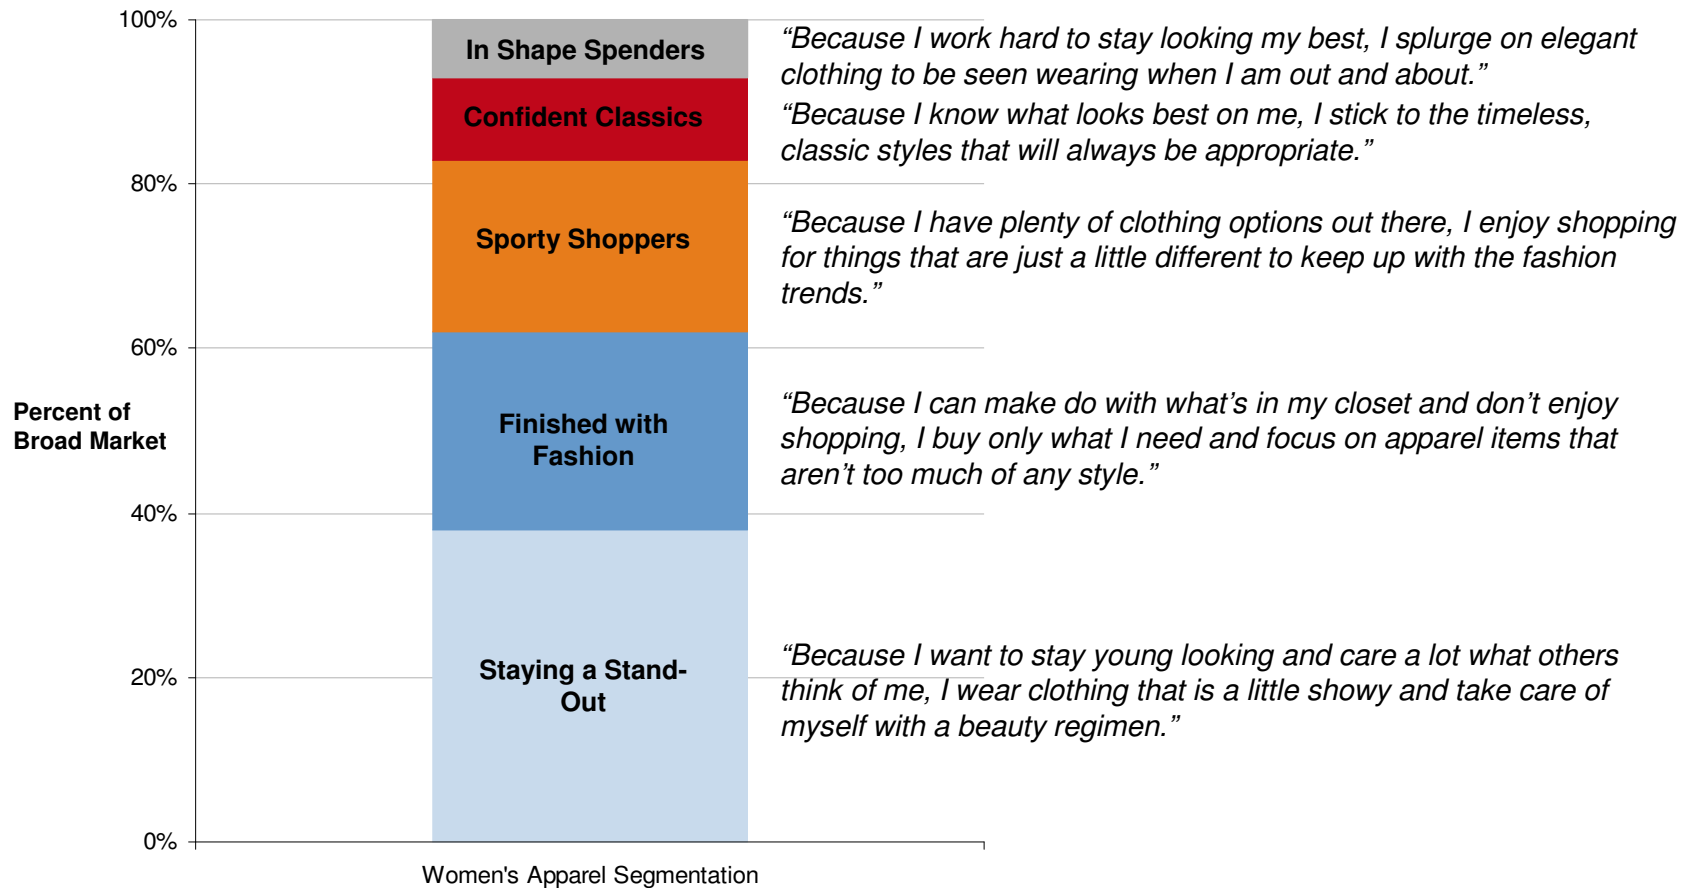 100%
In Shape Spenders
“Because I work hard to stay looking my best, I splurge on elegant
clothing to be seen wearing when I am out and about.”
Confident Classics
“Because I know what looks best on me, I stick to the timeless,
classic styles that will always be appropriate.”
80%
Sporty Shoppers
“Because I have plenty of clothing options out there, I enjoy shopping
for things that are just a little different to keep up with the fashion
trends.”
60%
Percent of
Broad Market
Finished with
Fashion
“Because I can make do with what’s in my closet and don’t enjoy
shopping, I buy only what I need and focus on apparel items that
aren’t too much of any style.”
40%
Staying a Stand-
Out
“Because I want to stay young looking and care a lot what others
think of me, I wear clothing that is a little showy and take care of
myself with a beauty regimen.”
20%
0%
Women's Apparel Segmentation